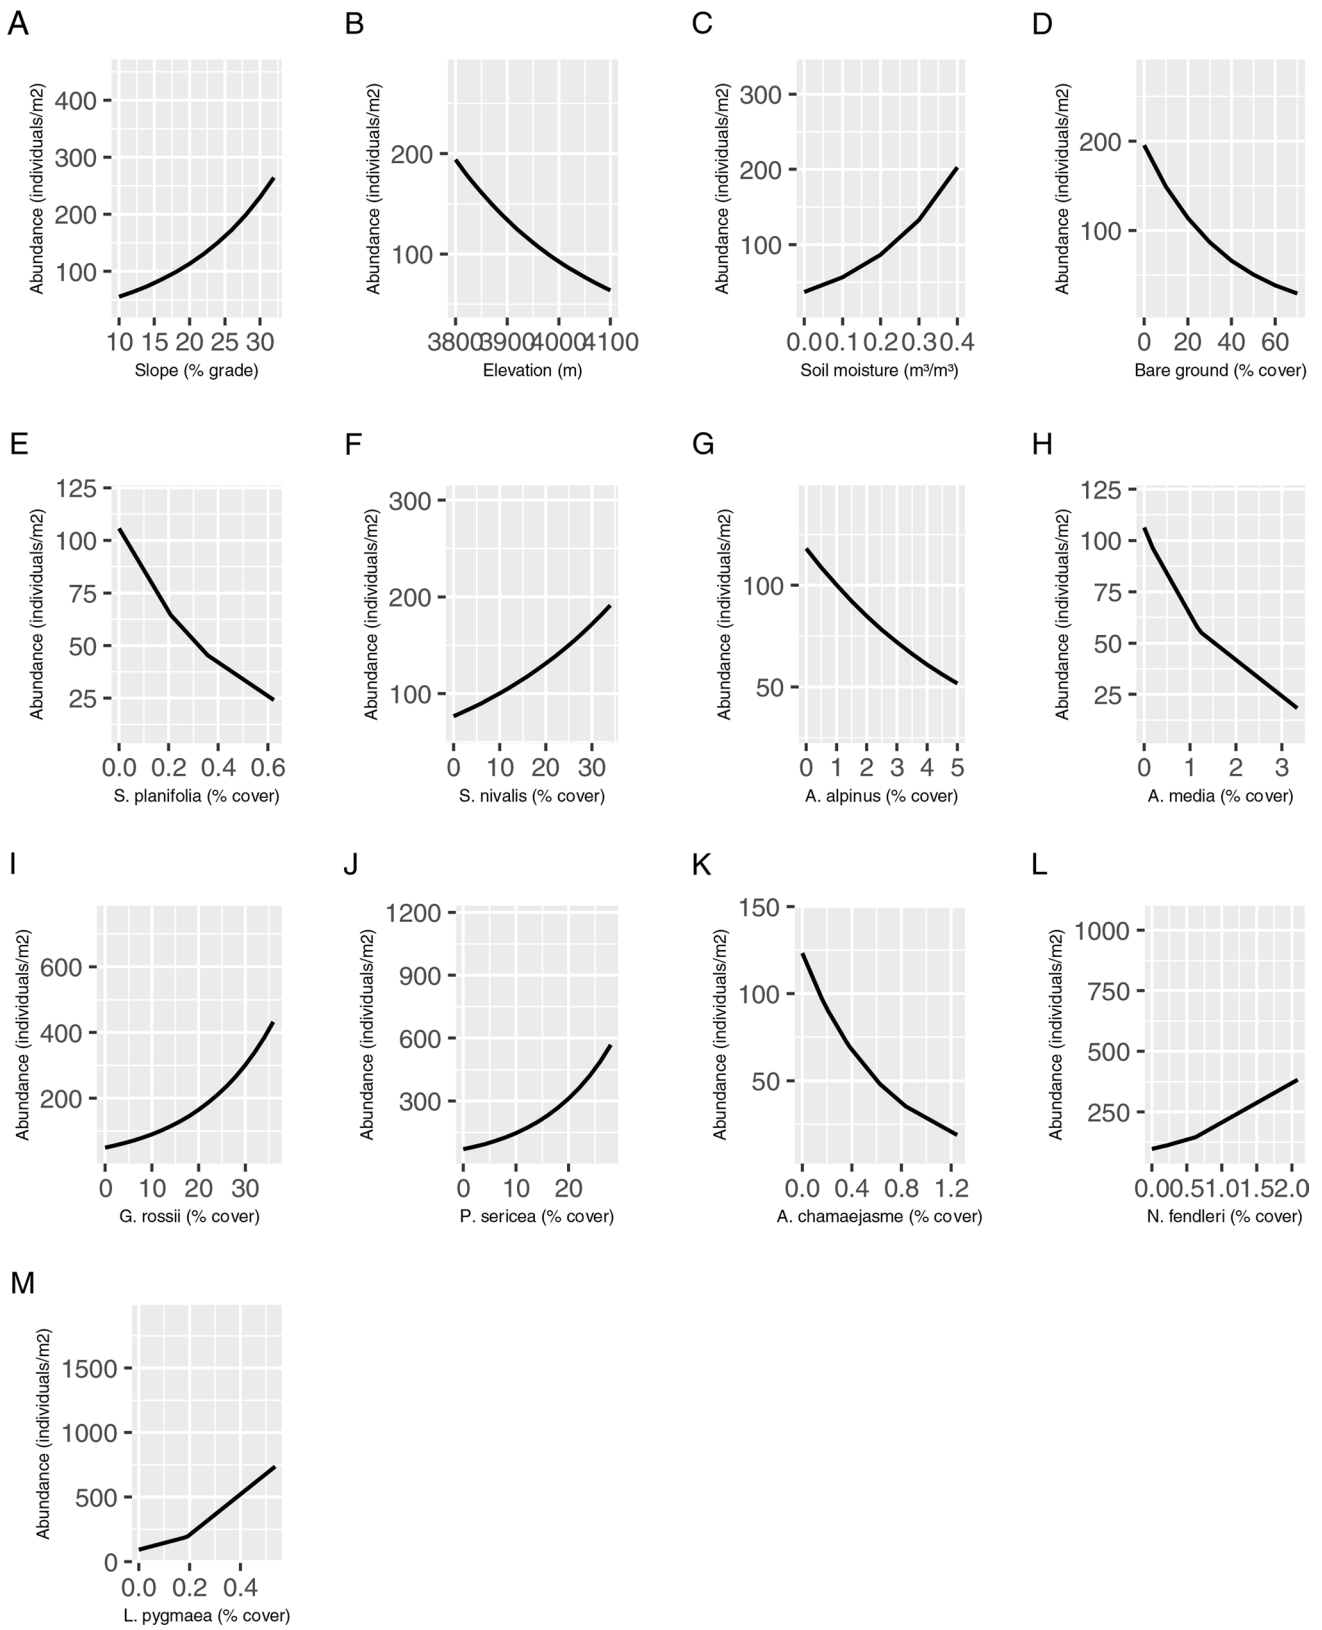 A
Abundance (individuals/m2)
400
300
200
100
10 15 20 25 30
Slope (% grade)
B
Abundance (individuals/m2)
200
100
3800 3900 4000 4100
Elevation (m)
C
Abundance (individuals/m2)
300
200
100
0.0 0.1 0.2 0.3 0.4
Soil moisture (m³/m³)
D
Abundance (individuals/m2)
200
100
0 20 40 60
Bare ground (% cover)
E
Abundance (individuals/m2)
125
100
75
50
25
0.0 0.2 0.4 0.6
S. planifolia (% cover)
F
Abundance (individuals/m2)
300
200
100
0 10 20 30
S. nivalis (% cover)
G
Abundance (individuals/m2)
100
50
0 1 2 3 4 5
A. alpinus (% cover)
H
Abundance (individuals/m2)
125
100
75
50
25
0 1 2 3
A. media (% cover)
I
Abundance (individuals/m2)
600
400
200
0 10 20 30
G. rossii (% cover)
J
Abundance (individuals/m2)
1200
900
600
300
0 10 20
P. sericea (% cover)
K
Abundance (individuals/m2)
150
100
50
0.0 0.4 0.8 1.2
A. chamaejasme (% cover)
L
Abundance (individuals/m2)
1000
750
500
250
0.0 0.5 1.0 1.5 2.0
N. fendleri (% cover)
M
Abundance (individuals/m2)
1500
1000
500
0
0.0 0.2 0.4
L. pygmaea (% cover)